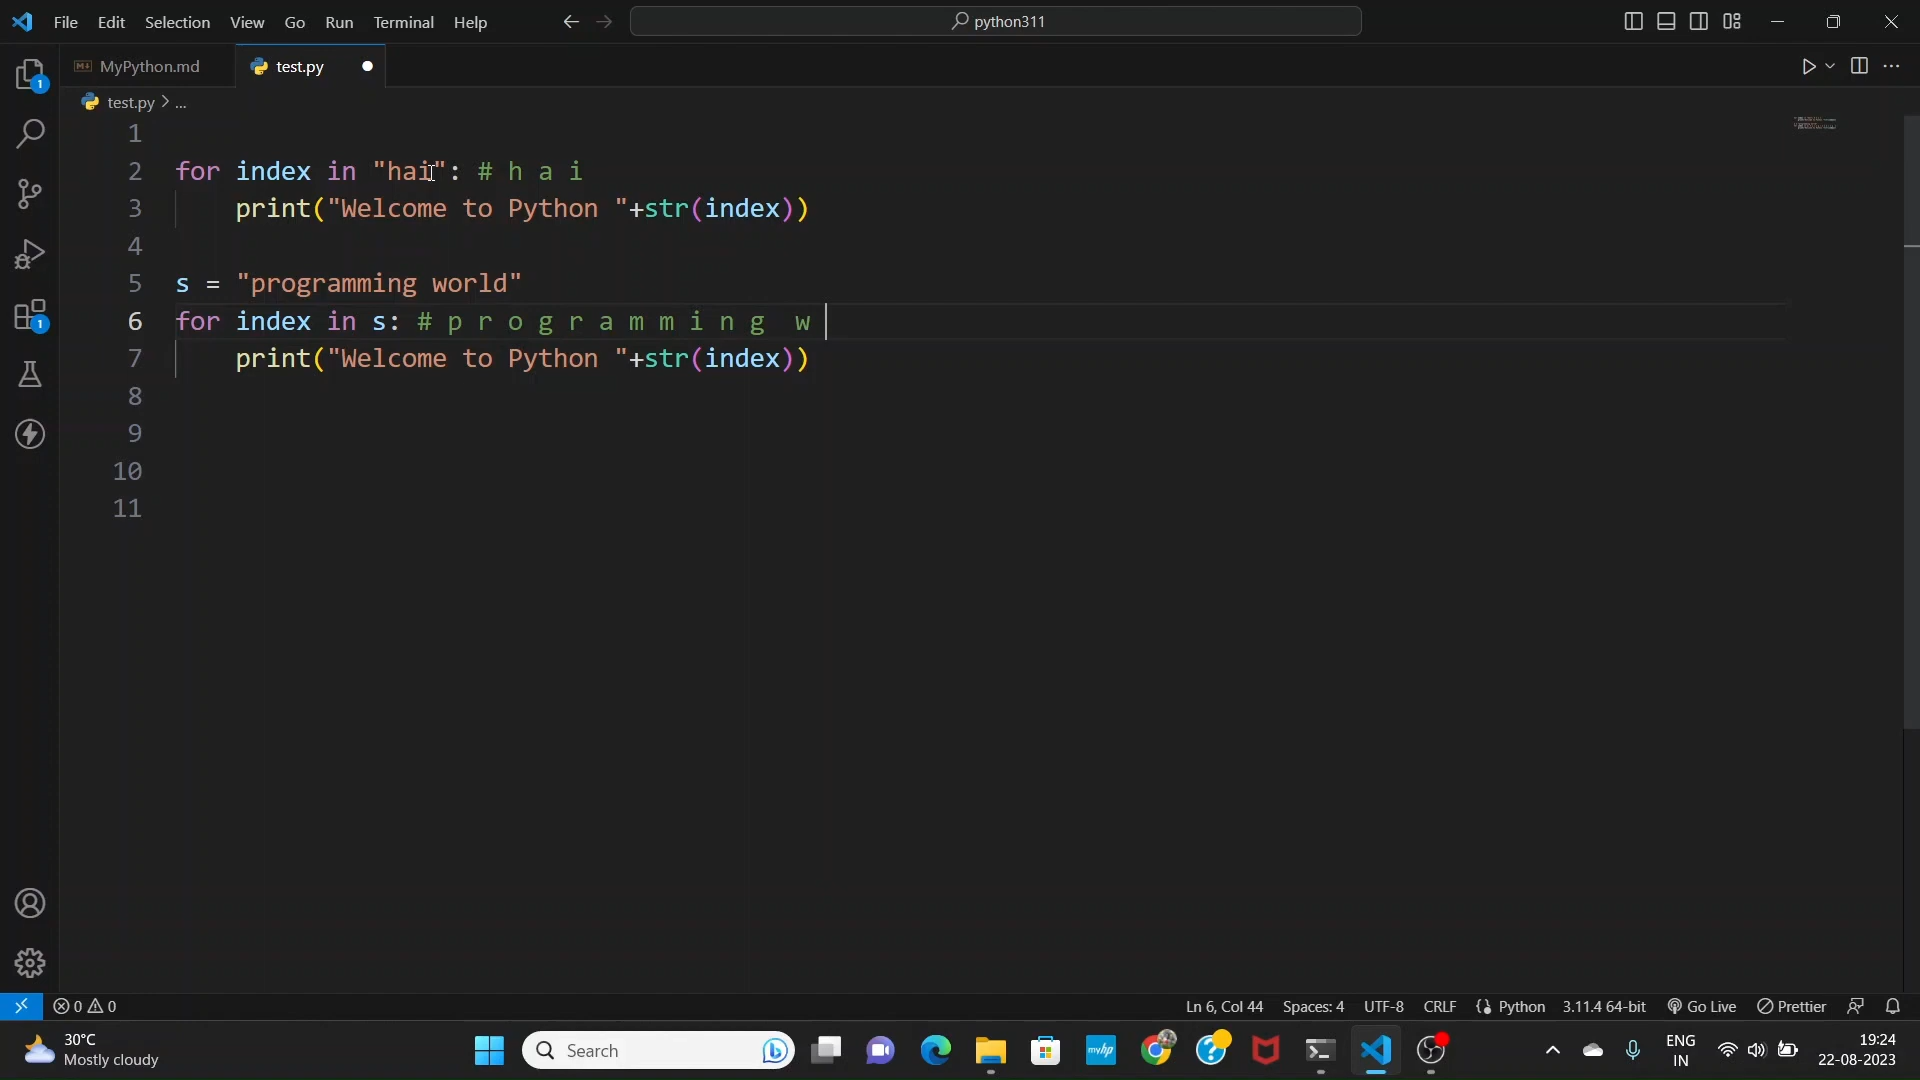 File Edit Selection View Go Run Terminal Help python311
MyPython.md test.py
test.py > ...
1
2 for index in "hai": # h a i
3 print("Welcome to Python "+str(index))
4
5 s = "programming world"
6 for index in s: # p r o g r a m m i n g  w
7 print("Welcome to Python "+str(index))
8
9
10
11
1
1
0 0 Ln 6, Col 44 Spaces: 4 UTF-8 CRLF {} Python 3.11.4 64-bit Go Live Prettier
30°C
Mostly cloudy
Search
myhp
ENG
IN
19:24
22-08-2023